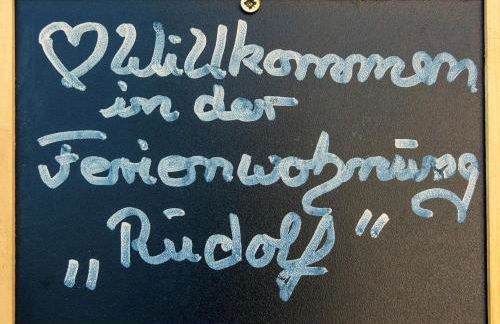 ♡ Willkommen
in der
Ferienwohnung
„Rudolf"